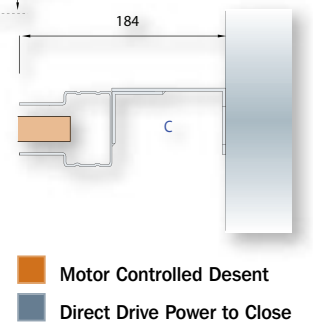 184
C
Motor Controlled Desent
Direct Drive Power to Close